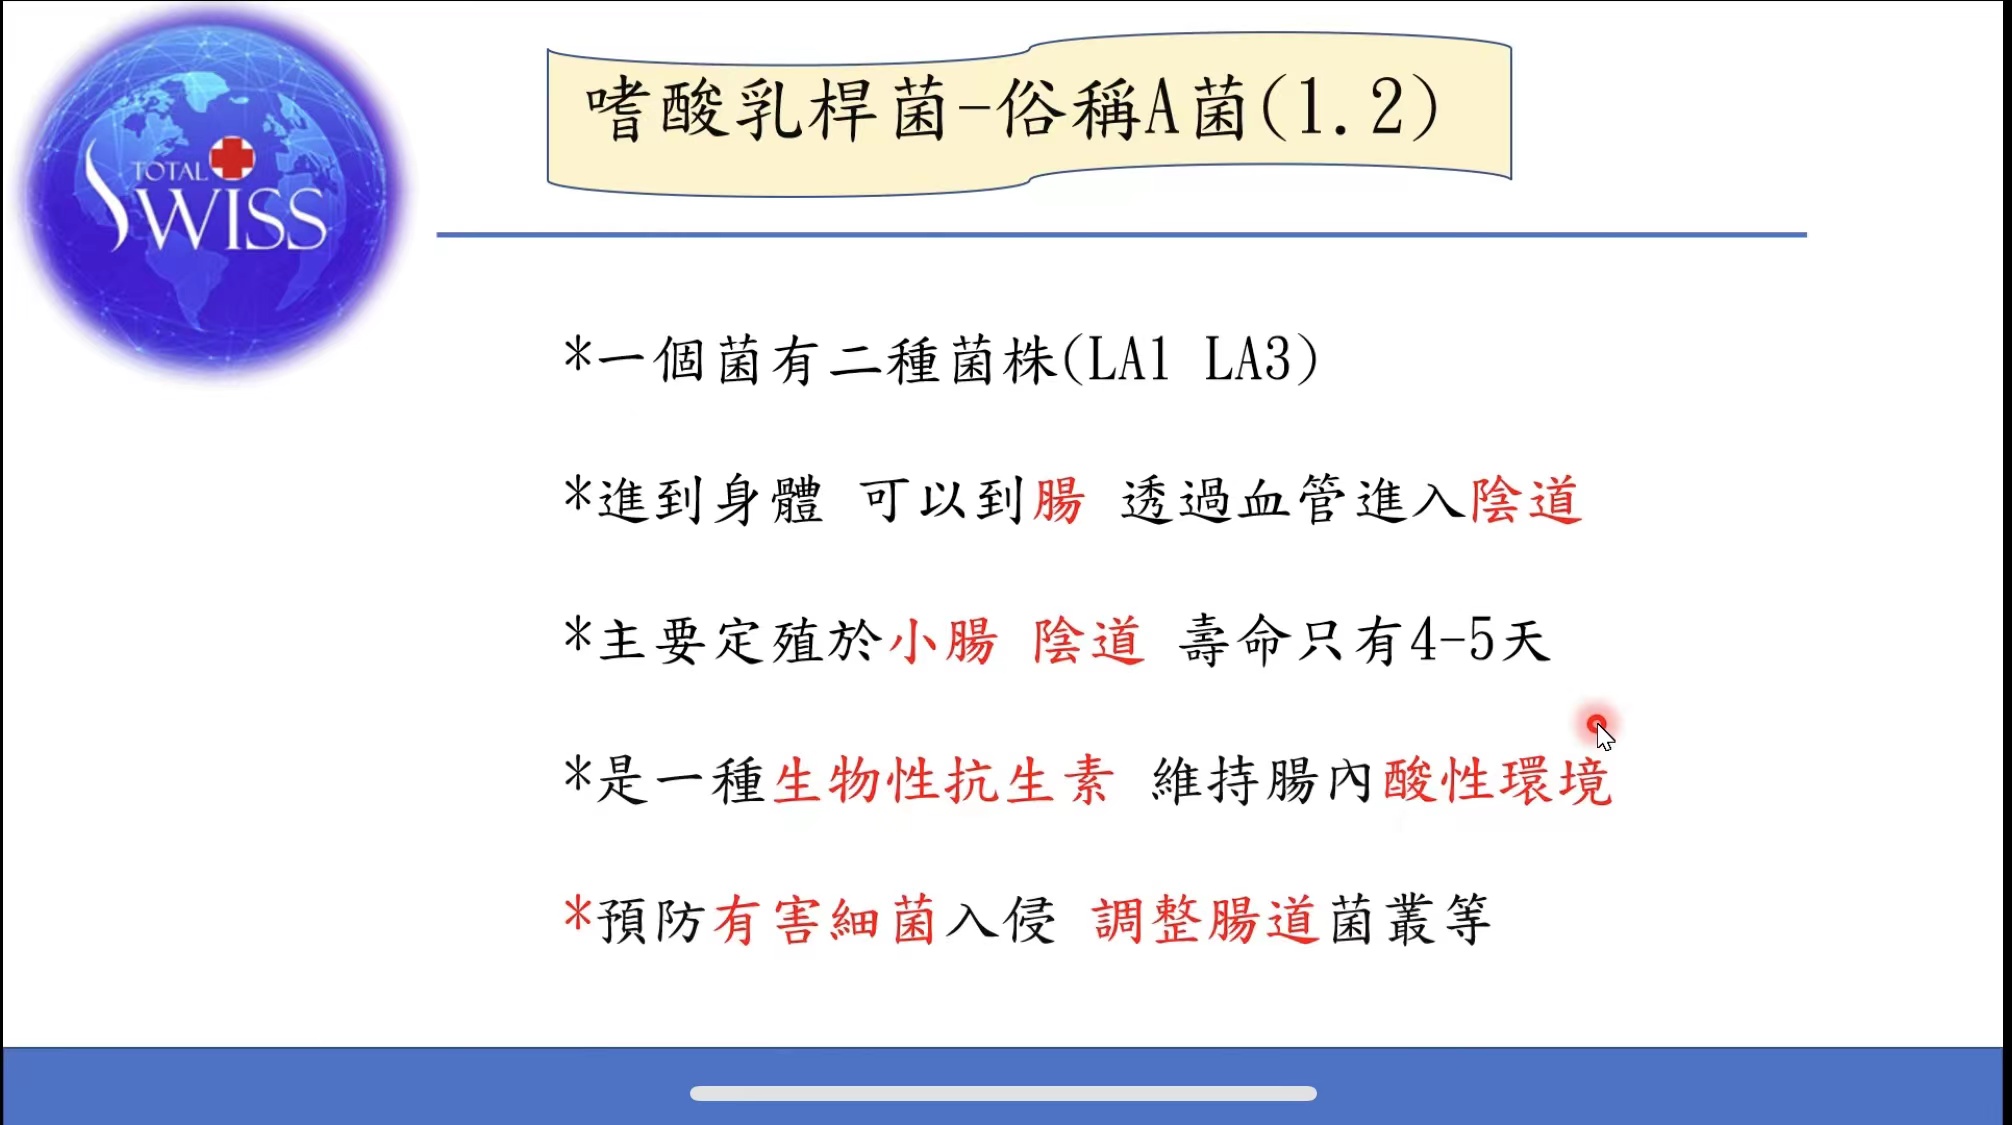 TOTAL
SWISS
嗜酸乳桿菌-俗稱A菌(1.2)
*一個菌有二種菌株(LA1 LA3)
*進到身體 可以到腸 透過血管進入陰道
*主要定殖於小腸 陰道 壽命只有4-5天
*是一種生物性抗生素 維持腸內酸性環境
*預防有害細菌入侵 調整腸道菌叢等